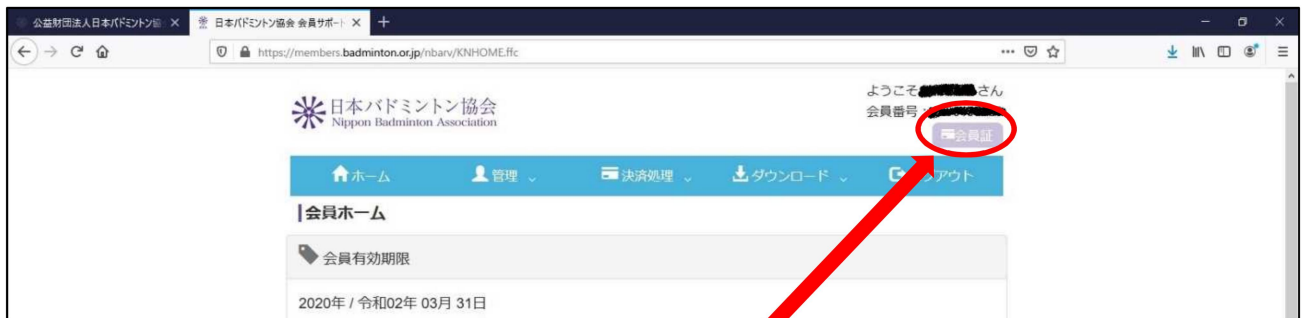 公益財団法人日本バドミントン協
日本バドミントン協会 会員サポート
https://members.badminton.or.jp/nbarv/KNHOME.ffc
日本バドミントン協会
Nippon Badminton Association
ようこそ さん
会員番号:
会員証
ホーム 管理 決済処理 ダウンロード アウト
会員ホーム
会員有効期限
2020年 / 令和02年 03月 31日